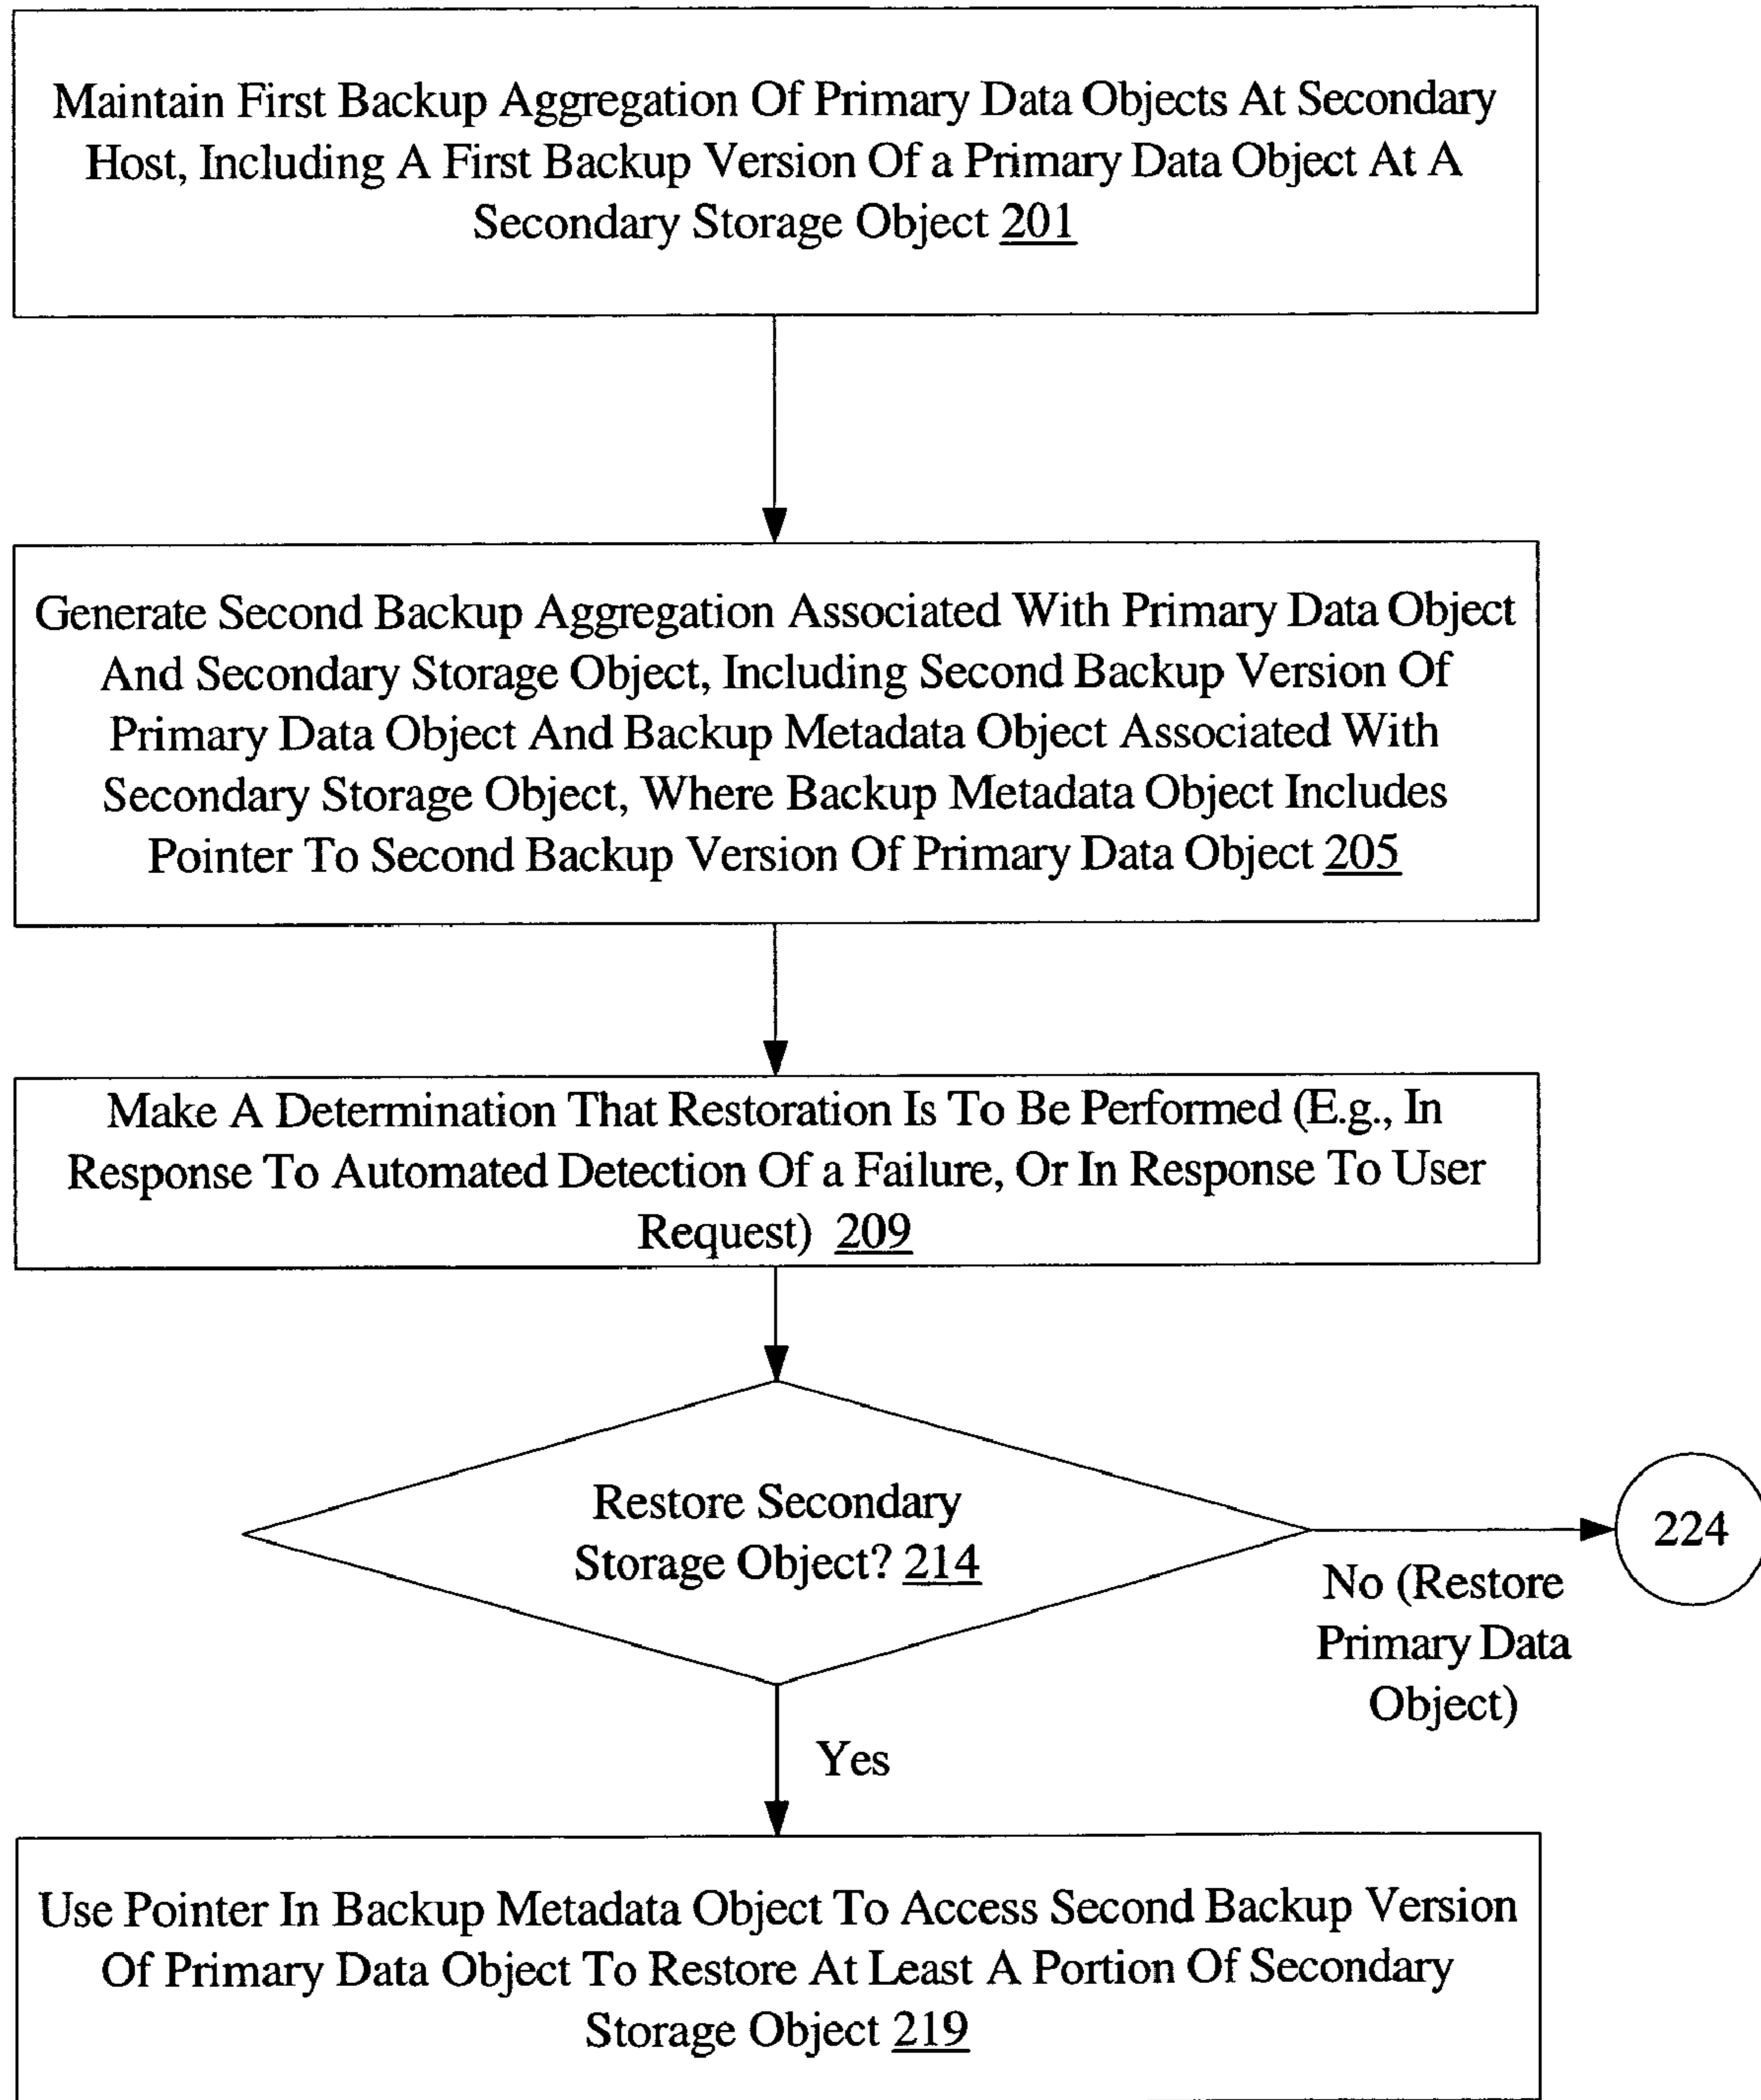 Maintain First Backup Aggregation Of Primary Data Objects At Secondary
Host, Including A First Backup Version Of a Primary Data Object At A
Secondary Storage Object 201
Generate Second Backup Aggregation Associated With Primary Data Object
And Secondary Storage Object, Including Second Backup Version Of
Primary Data Object And Backup Metadata Object Associated With
Secondary Storage Object, Where Backup Metadata Object Includes
Pointer To Second Backup Version Of Primary Data Object 205
Make A Determination That Restoration Is To Be Performed (E.g., In
Response To Automated Detection Of a Failure, Or In Response To User
Request) 209
Restore Secondary
Storage Object? 214
224
No (Restore
Primary Data
Object)
Yes
Use Pointer In Backup Metadata Object To Access Second Backup Version
Of Primary Data Object To Restore At Least A Portion Of Secondary
Storage Object 219